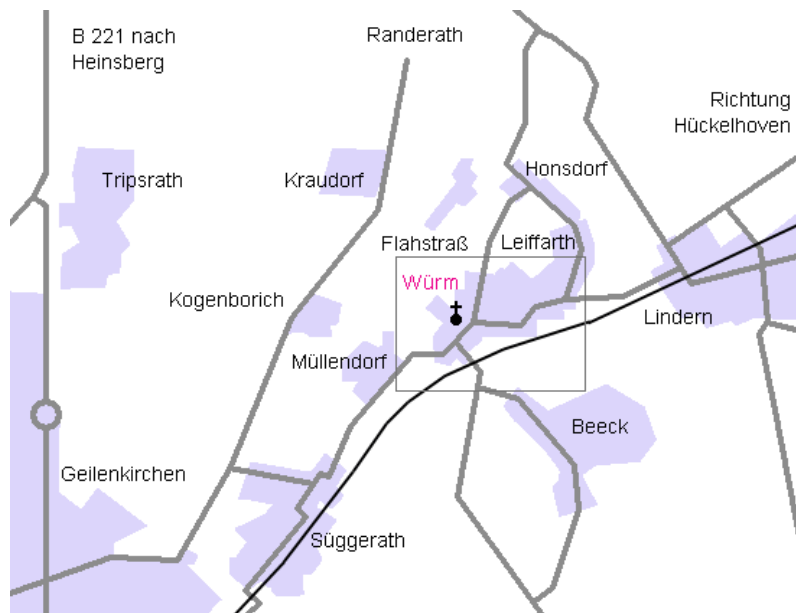 B 221 nach
Heinsberg
Randerath
Richtung
Hückelhoven
Tripsrath
Kraudorf
Honsdorf
Flahstraß
Leiffarth
Würm
Kogenborich
Lindern
Müllendorf
Beeck
Geilenkirchen
Süggerath